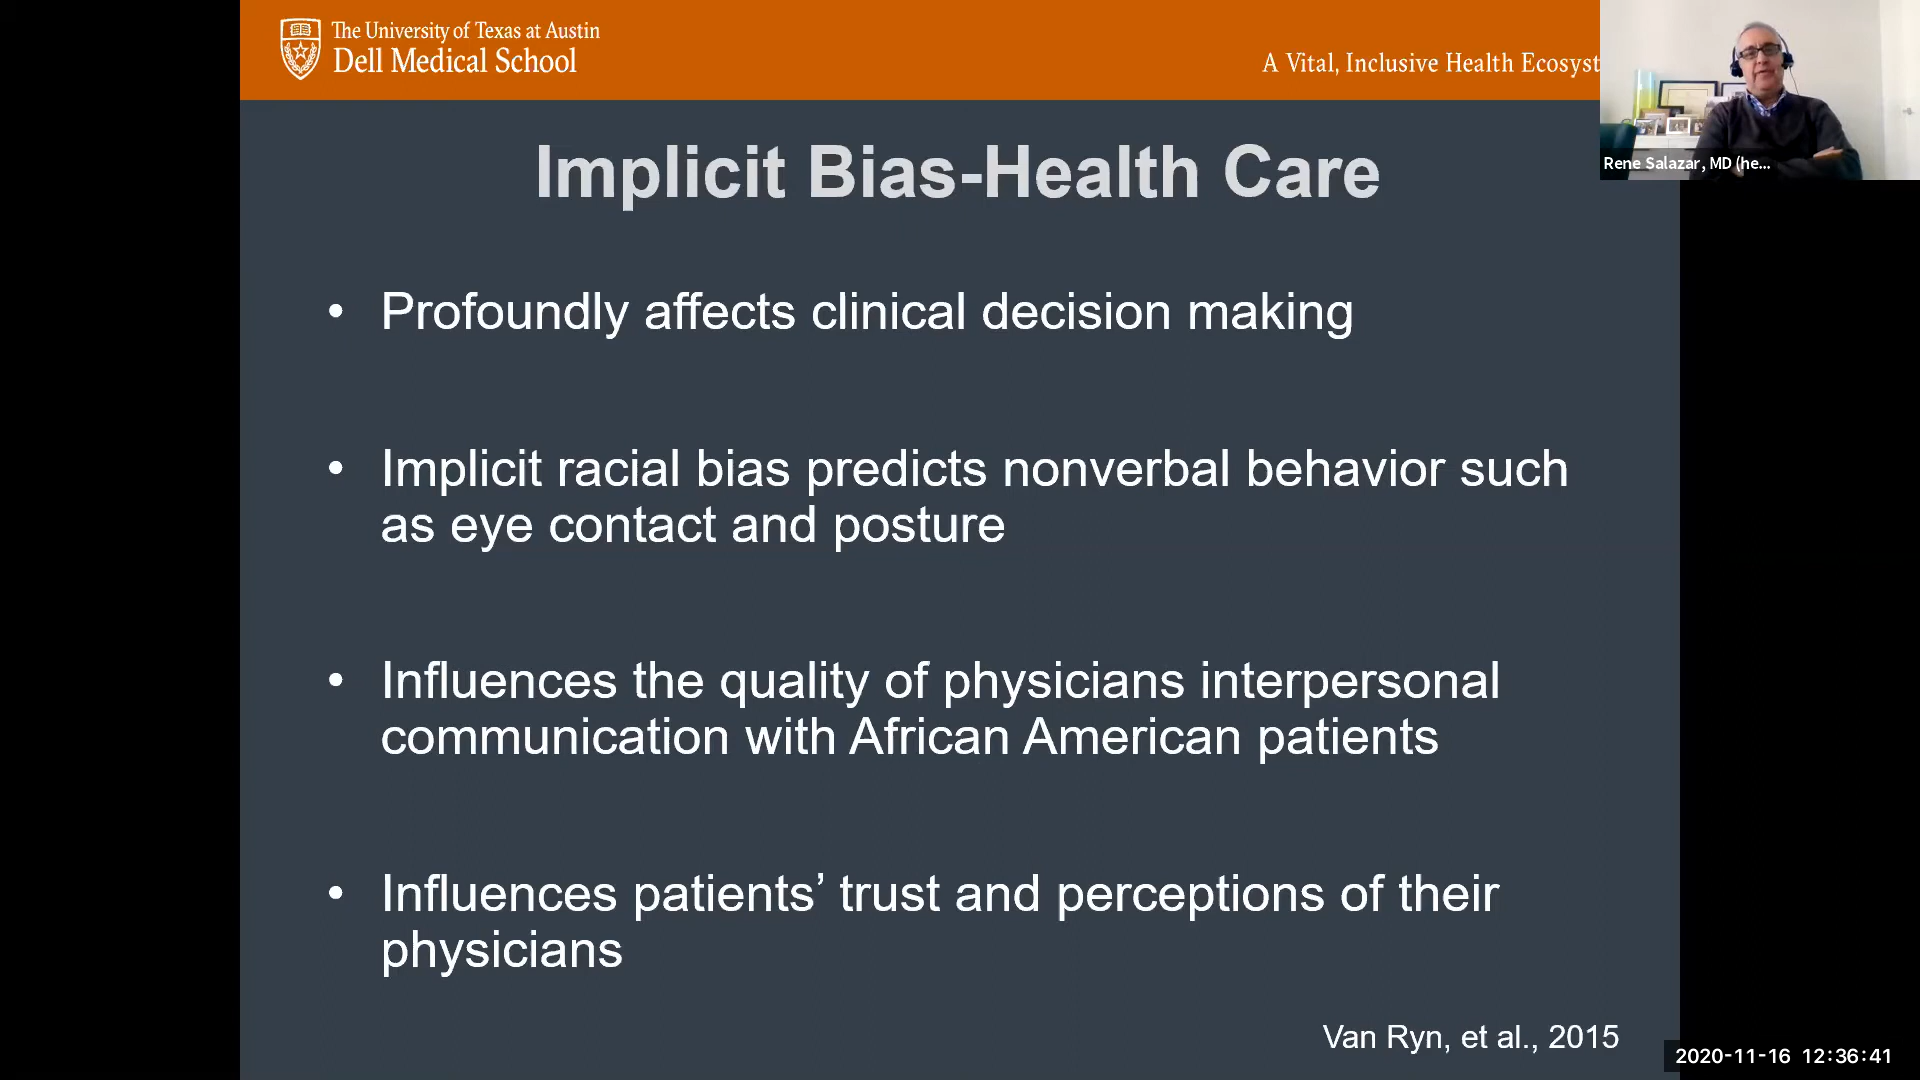 The University of Texas at Austin
Dell Medical School
A Vital, Inclusive Health Ecosyst
Rene Salazar, MD (he...
Implicit Bias-Health Care
• Profoundly affects clinical decision making
• Implicit racial bias predicts nonverbal behavior such
as eye contact and posture
• Influences the quality of physicians interpersonal
communication with African American patients
• Influences patients’ trust and perceptions of their
physicians
Van Ryn, et al., 2015
2020-11-16 12:36:41